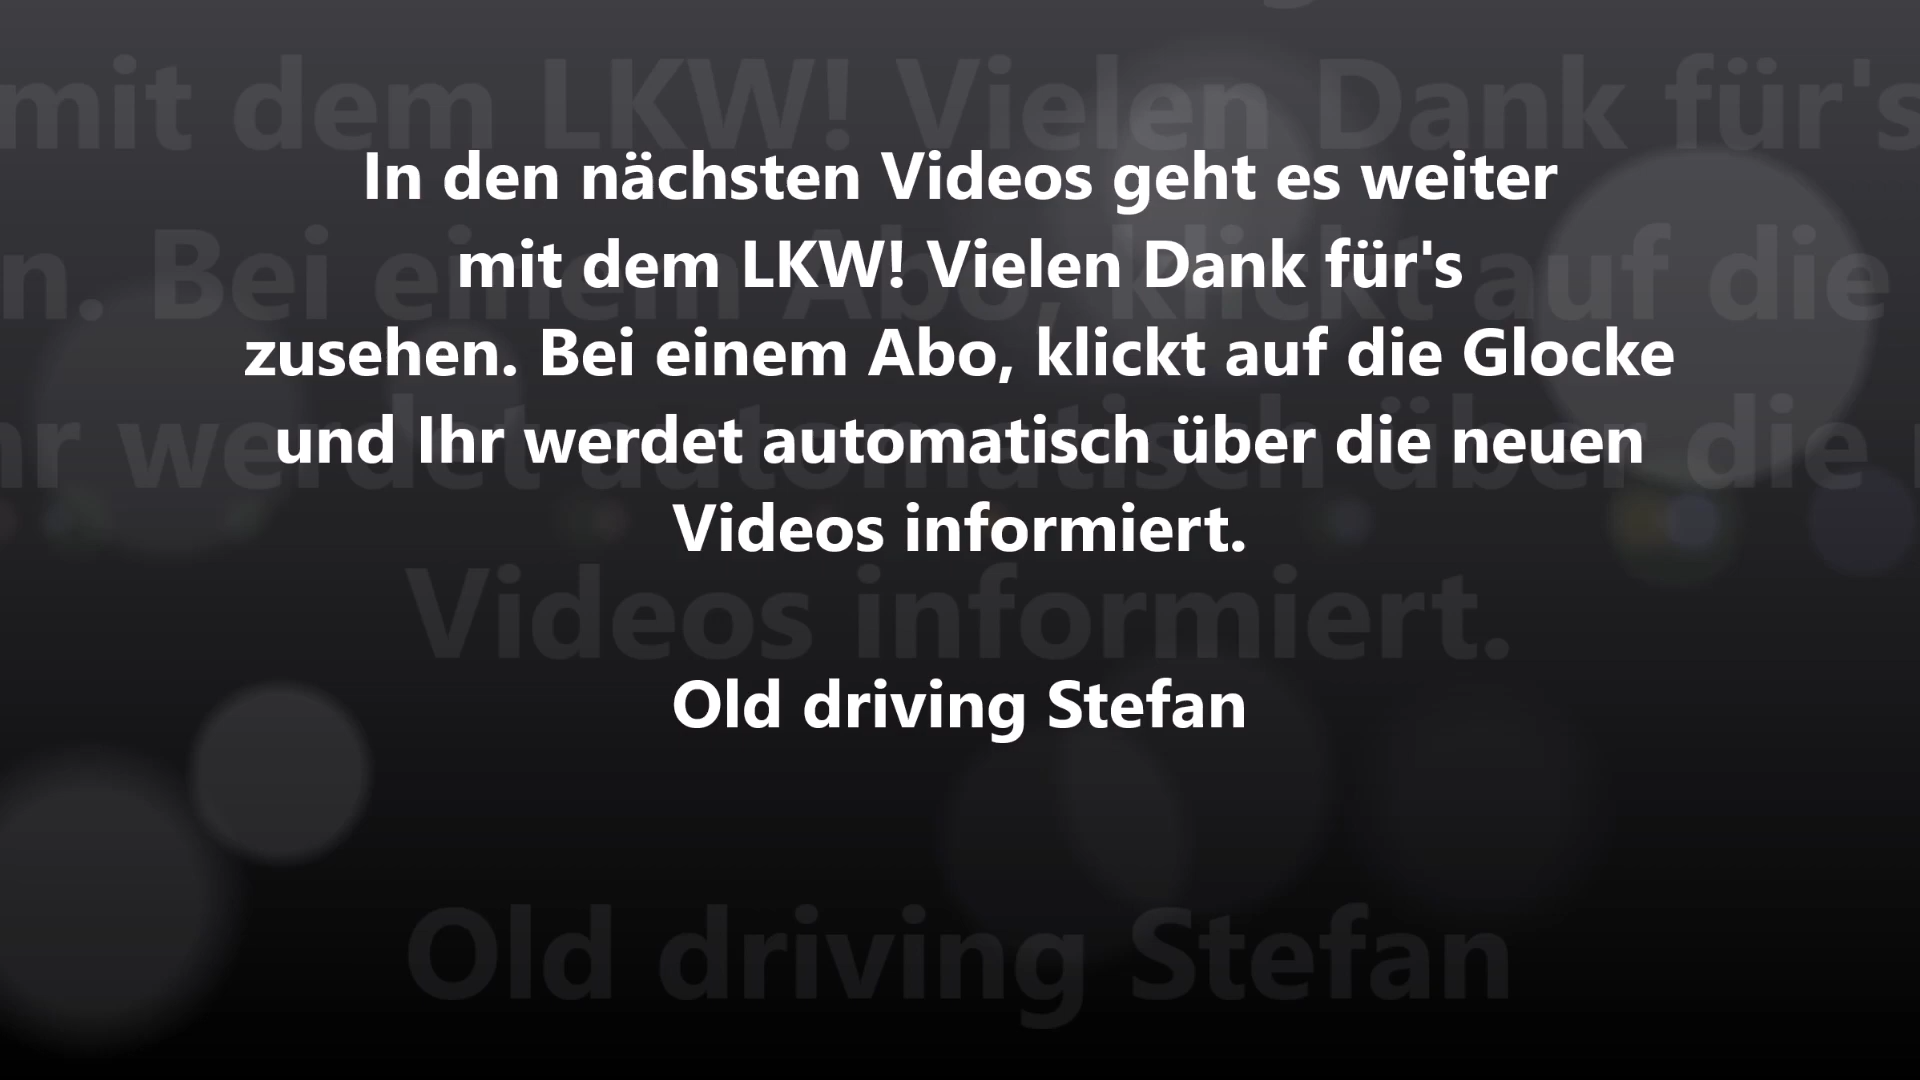 In den nächsten Videos geht es weiter
mit dem LKW! Vielen Dank für's
zusehen. Bei einem Abo, klickt auf die Glocke
und Ihr werdet automatisch über die neuen
Videos informiert.
Old driving Stefan